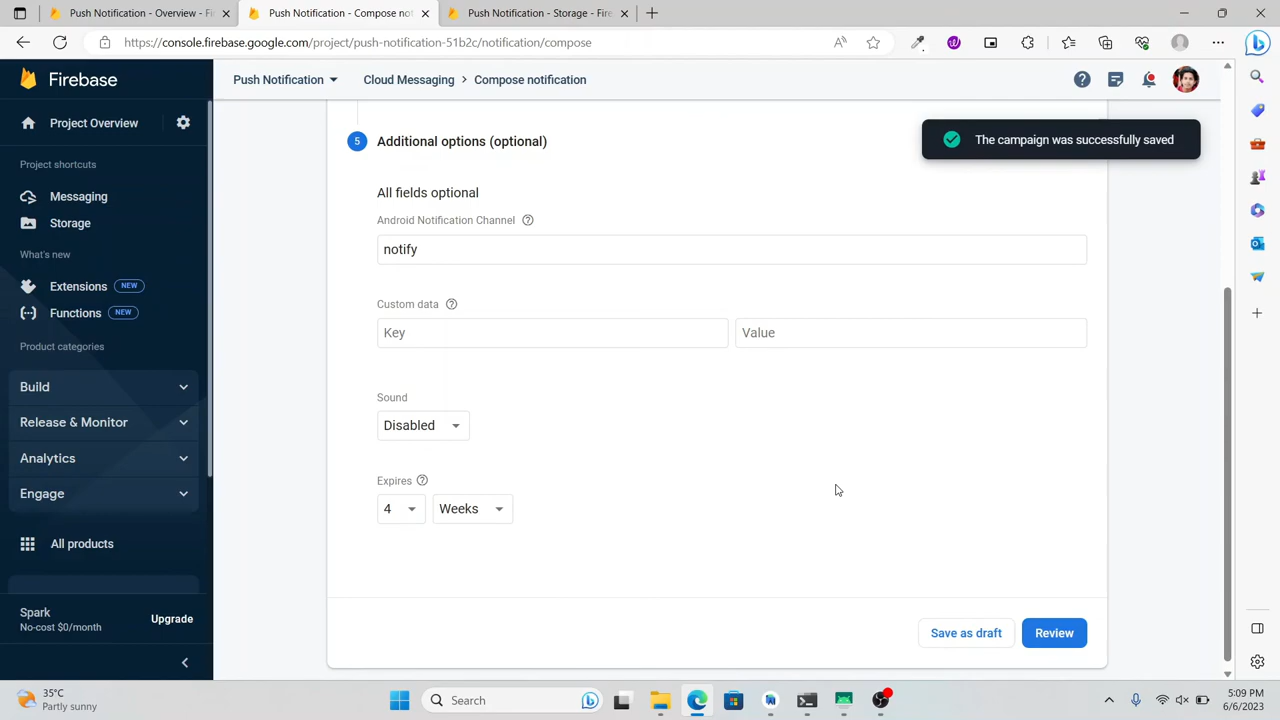 Push Notification - Overview - Fi
Push Notification - Compose not
Push Notification - Storage - Fire
https://console.firebase.google.com/project/push-notification-51b2c/notification/compose
Firebase
Push Notification
Cloud Messaging
Compose notification
Project Overview
Project shortcuts
Messaging
Storage
What's new
Extensions NEW
Functions NEW
Product categories
Build
Release & Monitor
Analytics
Engage
All products
Spark
No-cost $0/month
Upgrade
The campaign was successfully saved
5 Additional options (optional)
All fields optional
Android Notification Channel
notify
Custom data
Key
Value
Sound
Disabled
Expires
4
Weeks
Save as draft
Review
35°C
Partly sunny
Search
5:09 PM
6/6/2023